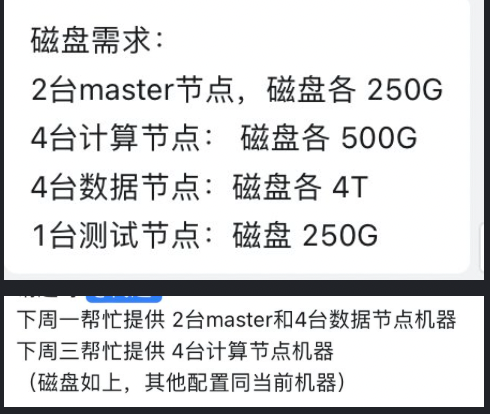 磁盘需求：
2台master节点，磁盘各 250G
4台计算节点： 磁盘各 500G
4台数据节点：磁盘各 4T
1台测试节点：磁盘 250G
下周一帮忙提供 2台master和4台数据节点机器
下周三帮忙提供 4台计算节点机器
（磁盘如上，其他配置同当前机器）